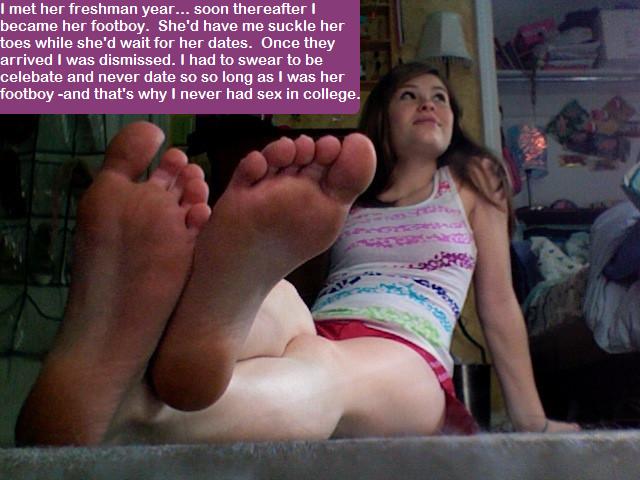 I met her freshman year... soon thereafter I
became her footboy.  She'd have me suckle her
toes while she'd wait for her dates.  Once they
arrived I was dismissed. I had to swear to be
celebate and never date so so long as I was her
footboy -and that's why I never had sex in college.